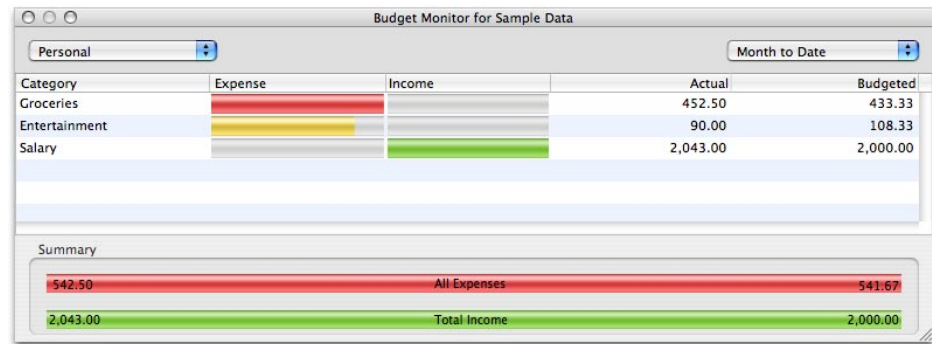 Budget Monitor for Sample Data
Personal Month to Date
Category Expense Income Actual Budgeted
Groceries 452.50 433.33
Entertainment 90.00 108.33
Salary 2,043.00 2,000.00
Summary
542.50 All Expenses 541.67
2,043.00 Total Income 2,000.00